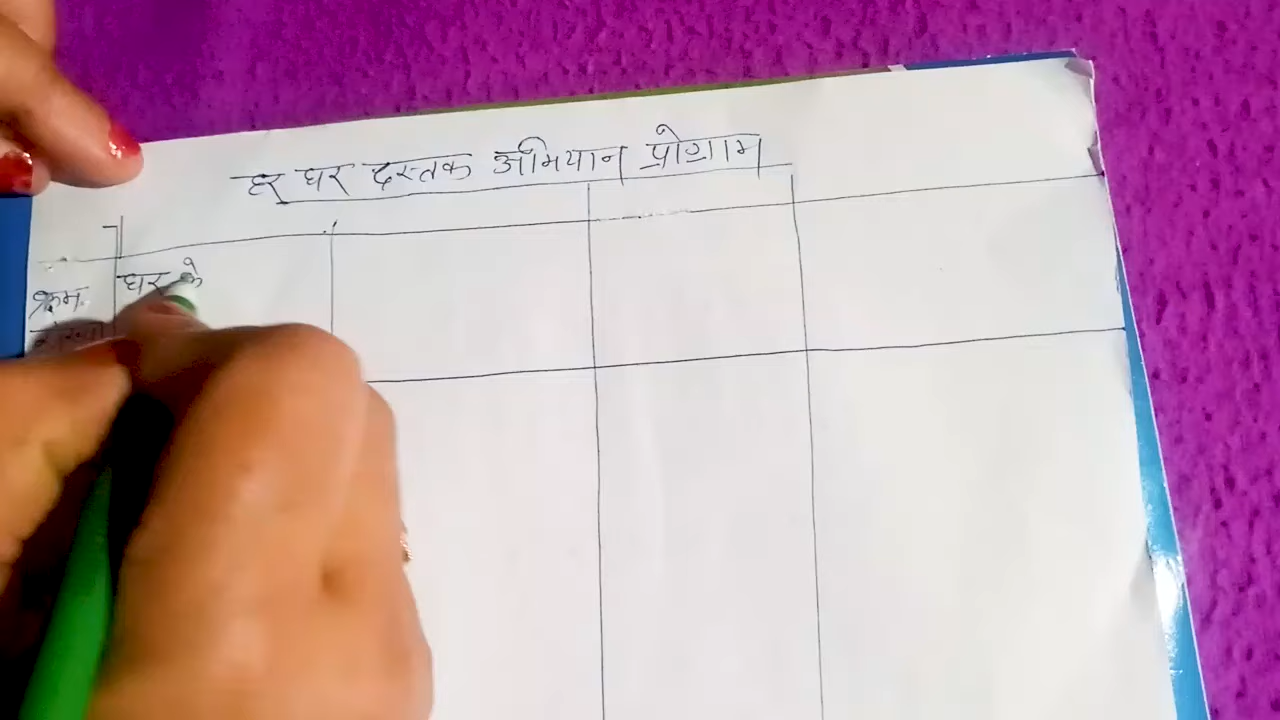 हर घर दस्तक अभियान प्रोग्राम
क्रम
घर के